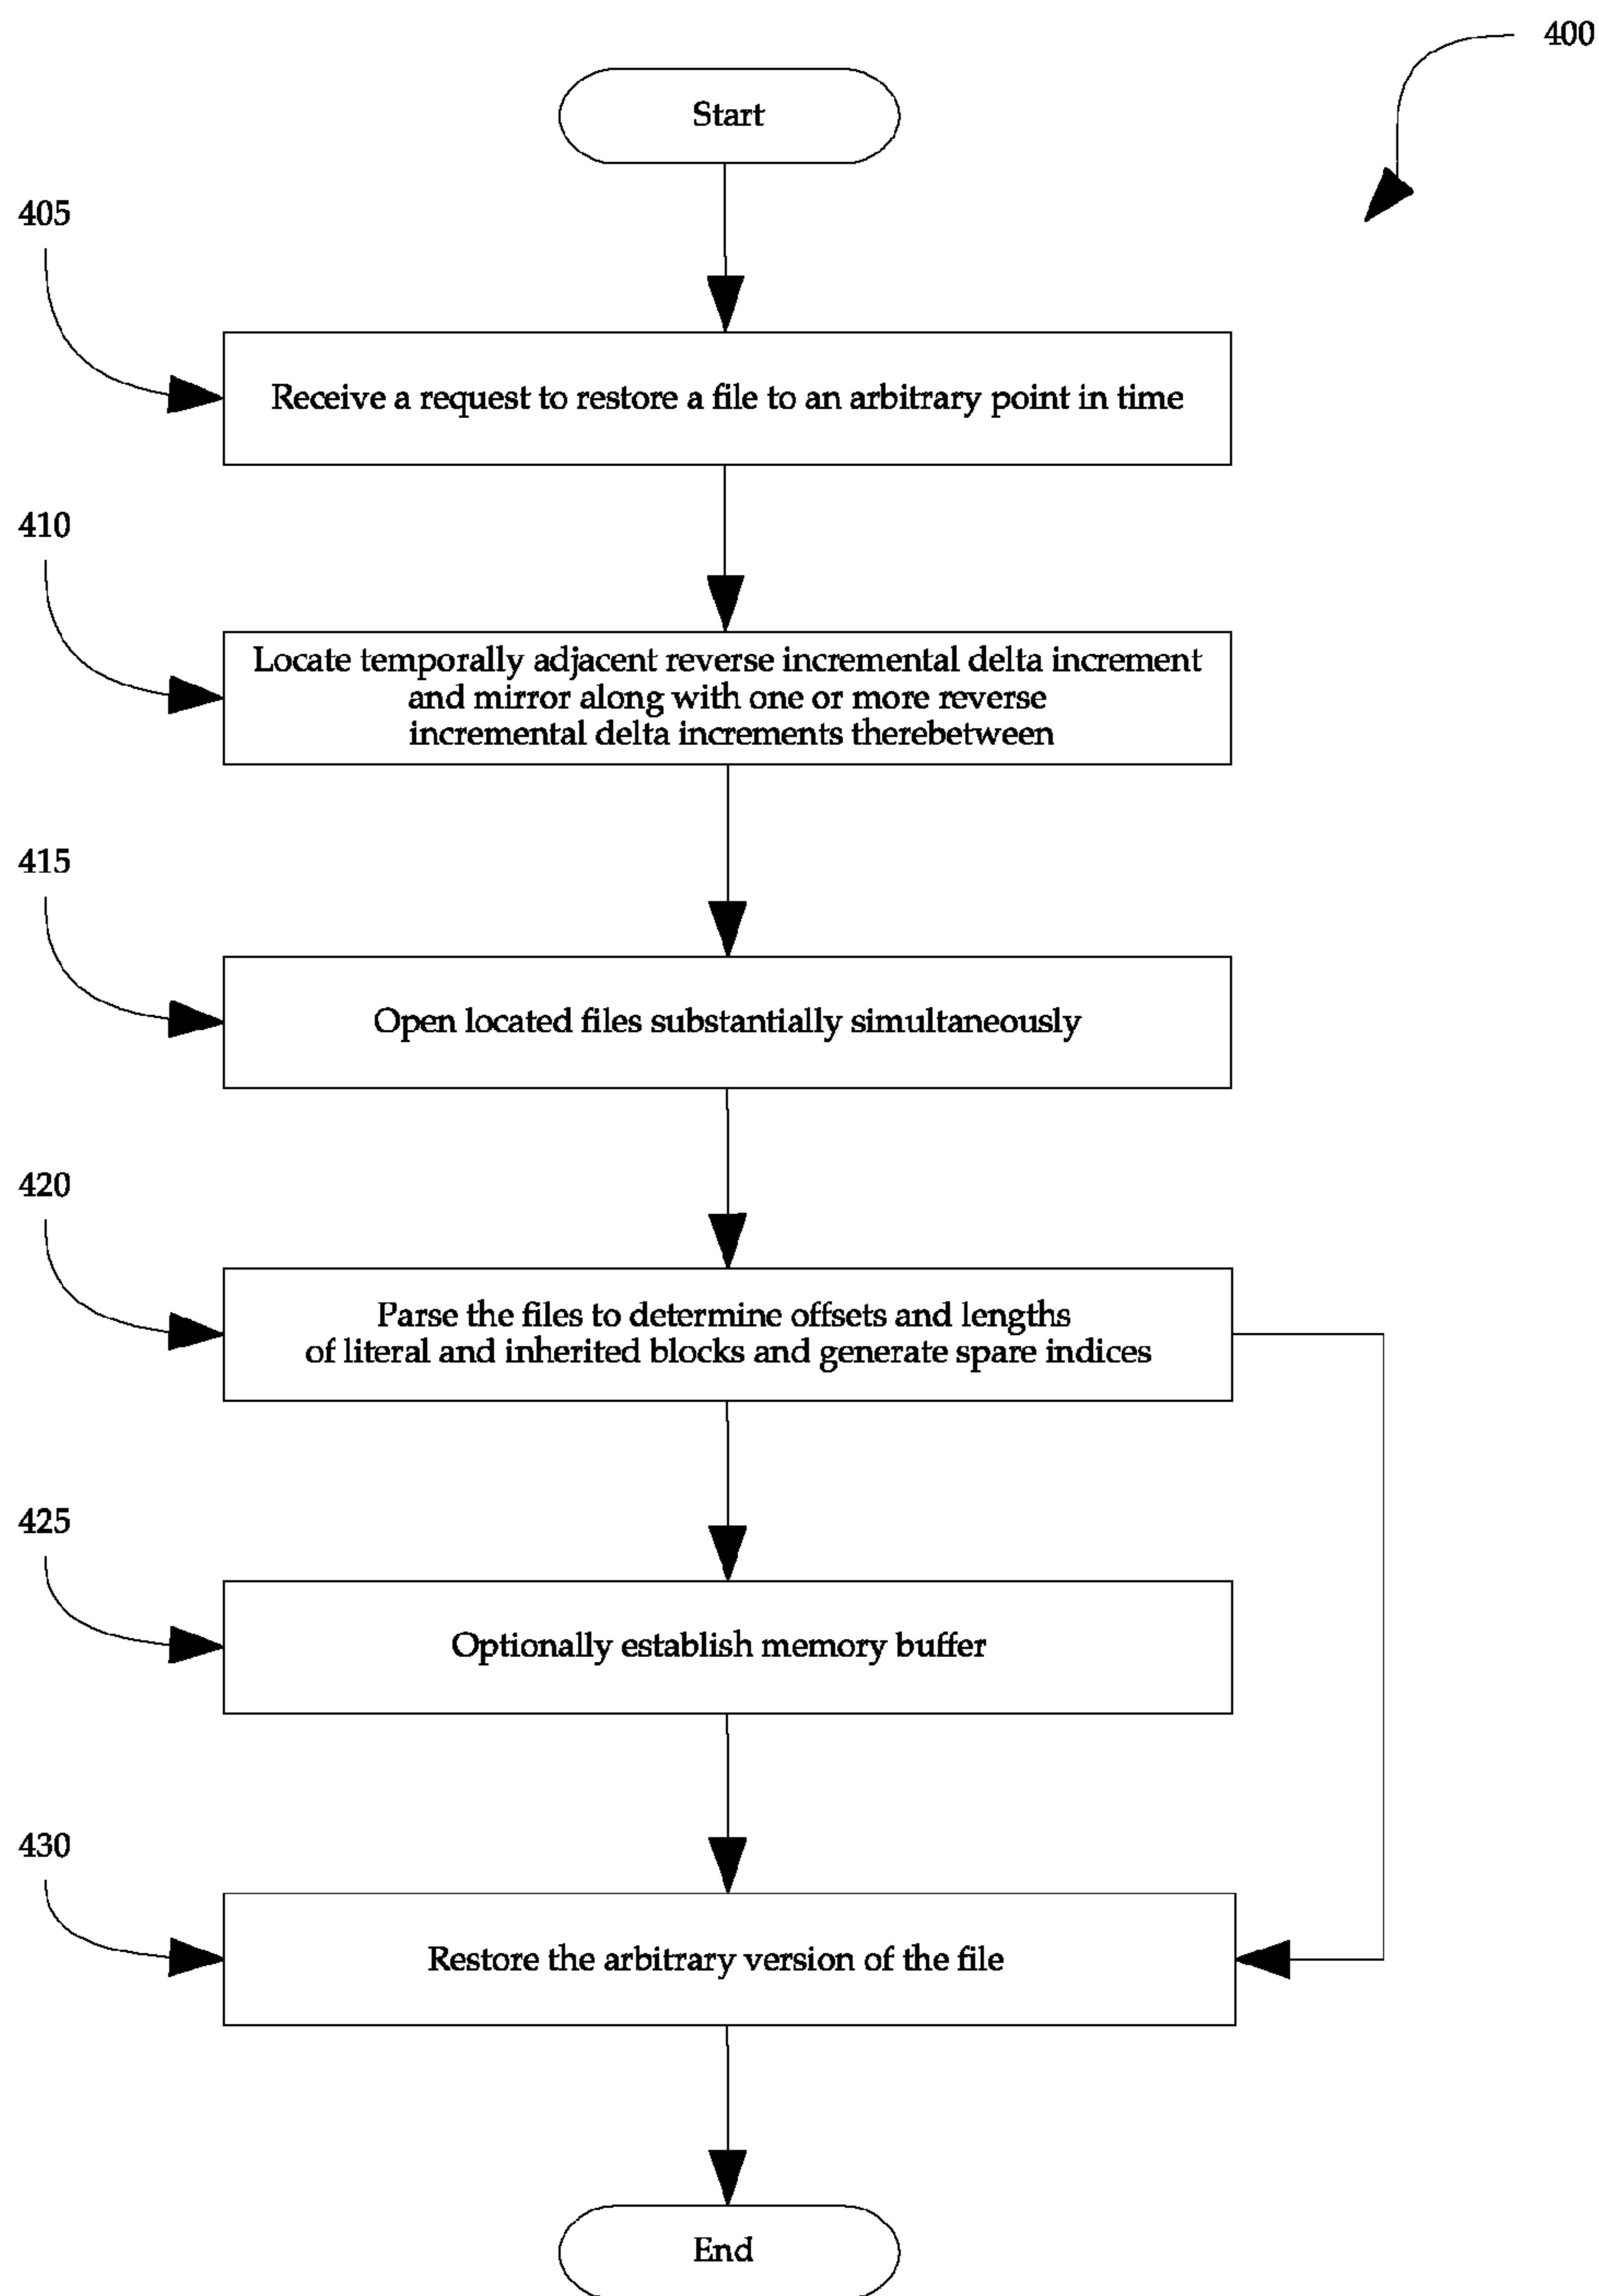 400
Start
405
Receive a request to restore a file to an arbitrary point in time
410
Locate temporally adjacent reverse incremental delta increment
and mirror along with one or more reverse
incremental delta increments therebetween
415
Open located files substantially simultaneously
420
Parse the files to determine offsets and lengths
of literal and inherited blocks and generate spare indices
425
Optionally establish memory buffer
430
Restore the arbitrary version of the file
End